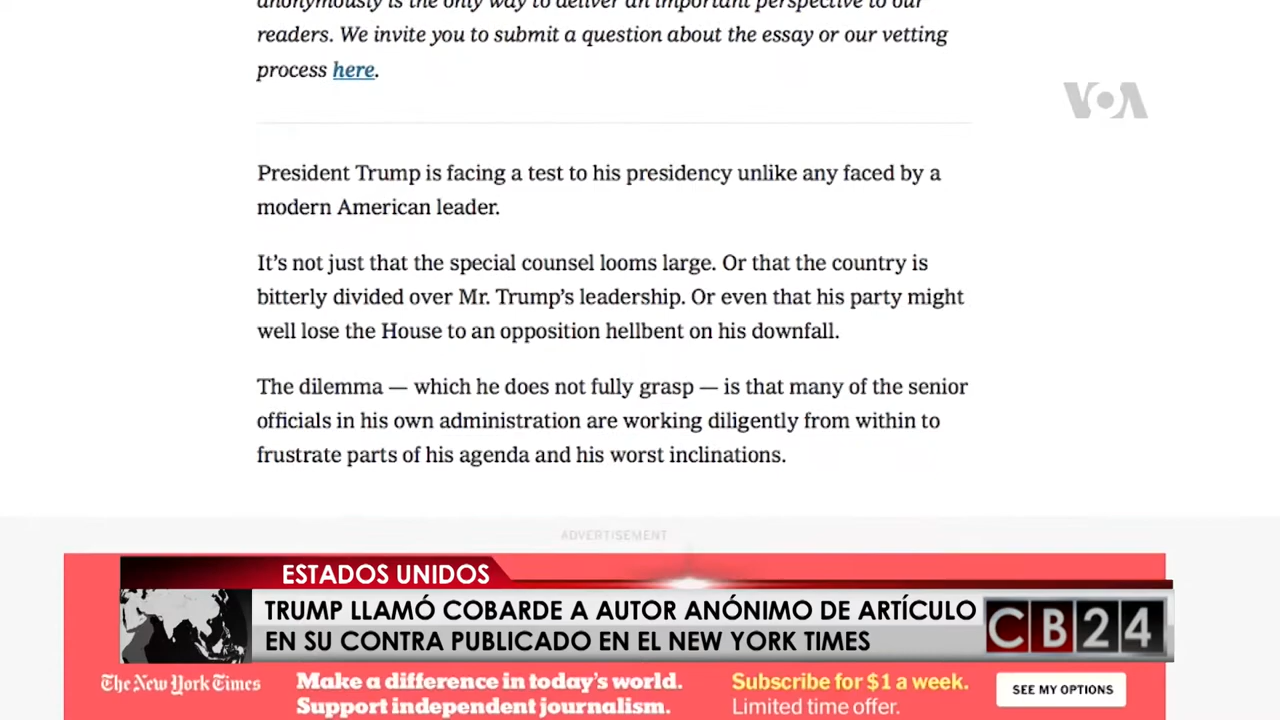 anonymously is the only way to deliver an important perspective to our
readers. We invite you to submit a question about the essay or our vetting
process here.
VOA
President Trump is facing a test to his presidency unlike any faced by a
modern American leader.
It's not just that the special counsel looms large. Or that the country is
bitterly divided over Mr. Trump's leadership. Or even that his party might
well lose the House to an opposition hellbent on his downfall.
The dilemma — which he does not fully grasp — is that many of the senior
officials in his own administration are working diligently from within to
frustrate parts of his agenda and his worst inclinations.
ADVERTISEMENT
ESTADOS UNIDOS
TRUMP LLAMÓ COBARDE A AUTOR ANÓNIMO DE ARTÍCULO
EN SU CONTRA PUBLICADO EN EL NEW YORK TIMES
CB24
The New York Times
Make a difference in today's world.
Support independent journalism.
Subscribe for $1 a week.
Limited time offer.
SEE MY OPTIONS